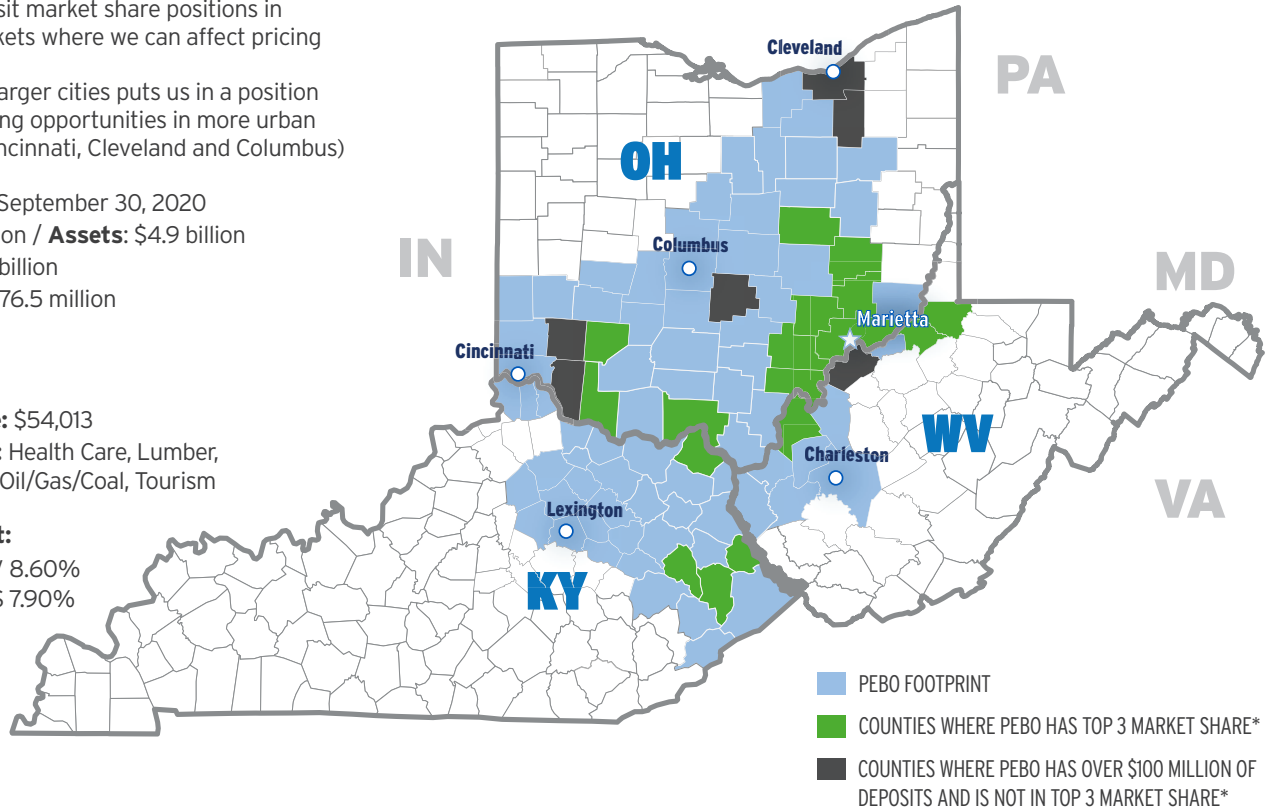 sit market share positions in
kets where we can affect pricing
arger cities puts us in a position
ng opportunities in more urban
ncinnati, Cleveland and Columbus)
September 30, 2020
on / Assets: $4.9 billion
billion
76.5 million
e: $54,013
: Health Care, Lumber,
Oil/Gas/Coal, Tourism
t:
/ 8.60%
S 7.90%
Cleveland
PA
OH
IN
Columbus
MD
Marietta
Cincinnati
WV
Charleston
VA
Lexington
KY
PEBO FOOTPRINT
COUNTIES WHERE PEBO HAS TOP 3 MARKET SHARE*
COUNTIES WHERE PEBO HAS OVER $100 MILLION OF
DEPOSITS AND IS NOT IN TOP 3 MARKET SHARE*